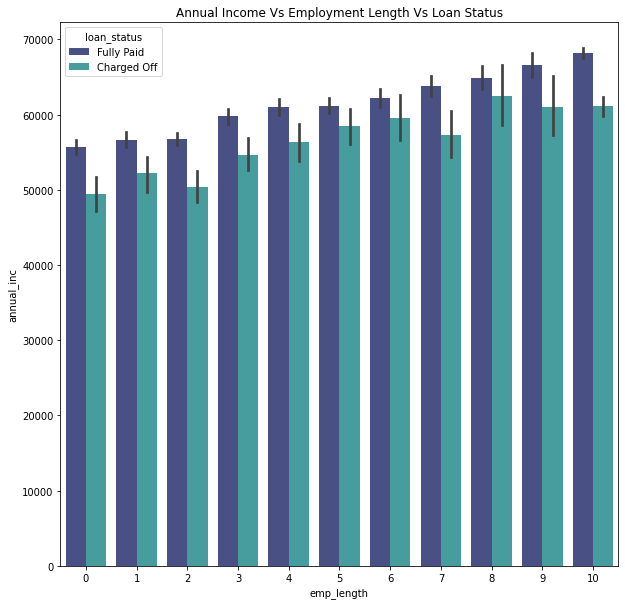 Annual Income Vs Employment Length Vs Loan Status
loan_status
Fully Paid
Charged Off
70000
60000
50000
40000
30000
20000
10000
0
annual_inc
0 1 2 3 4 5 6 7 8 9 10
emp_length